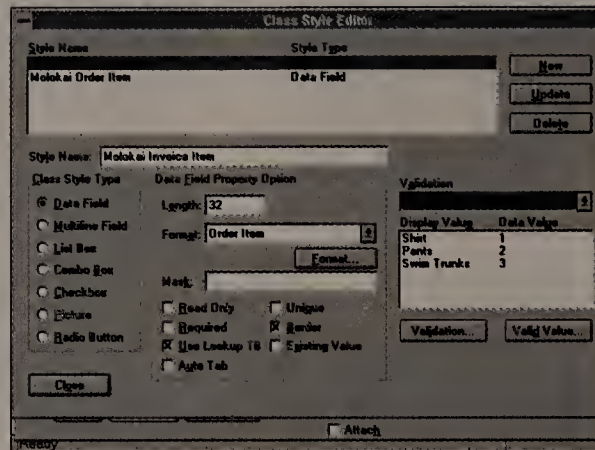 Class Style Editor
Style Name Style Type
Molokai Order Item Data Field
New
Update
Delete
Style Name: Molokai Invoice Item
Class Style Type Data Field Property Option
Data Field
Multiline Field
List Box
Combo Box
Checkbox
Picture
Radio Button
Length: 32
Format: Order Item
Format...
Mask:
Read Only Unique
Required Border
Use Lookup TB Existing Value
Auto Tab
Validation
Display Value Data Value
Shirt 1
Pants 2
Swim Trunks 3
Validation... Valid Value...
Close
Attach
Ready